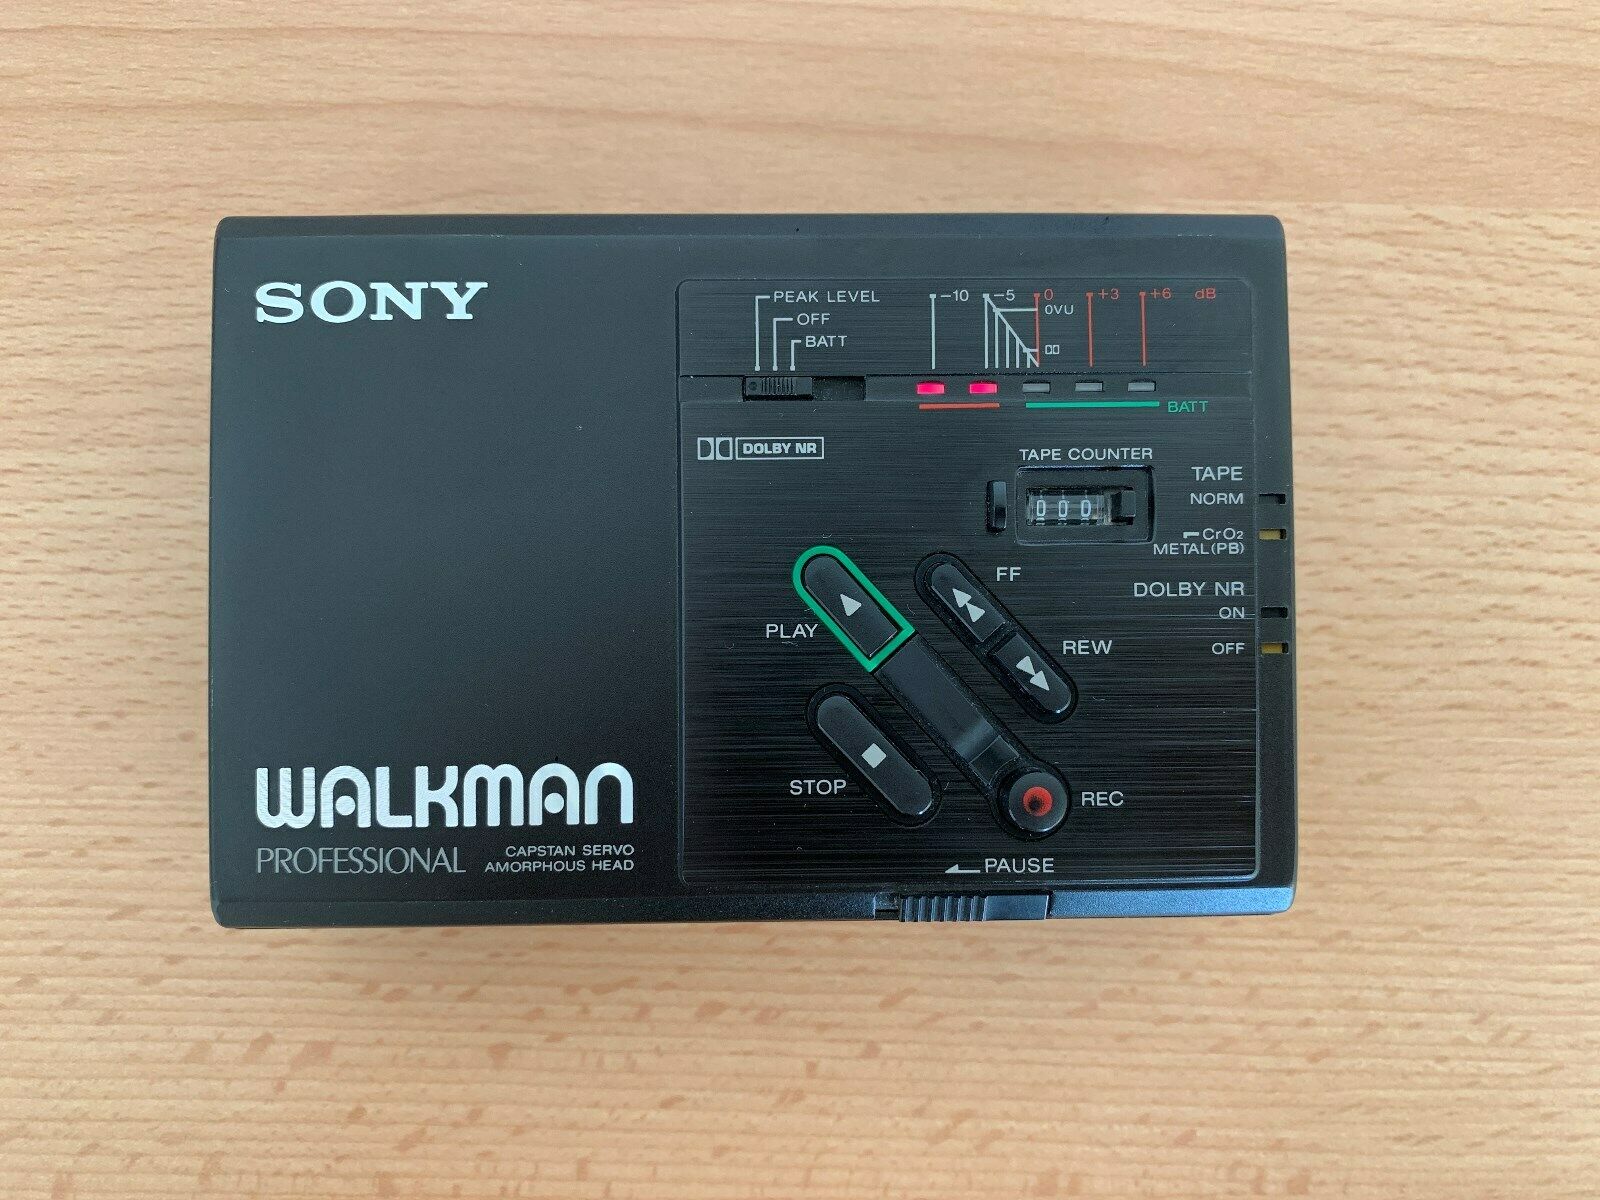 SONY
PEAK LEVEL
OFF
BATT
-10 -5 0 +3 +6 dB
0VU
BATT
DOLBY NR
TAPE COUNTER
000
TAPE
NORM
CrO₂
METAL(PB)
DOLBY NR
ON
OFF
FF
REW
PLAY
STOP
REC
PAUSE
WALKMAN
PROFESSIONAL
CAPSTAN SERVO
AMORPHOUS HEAD